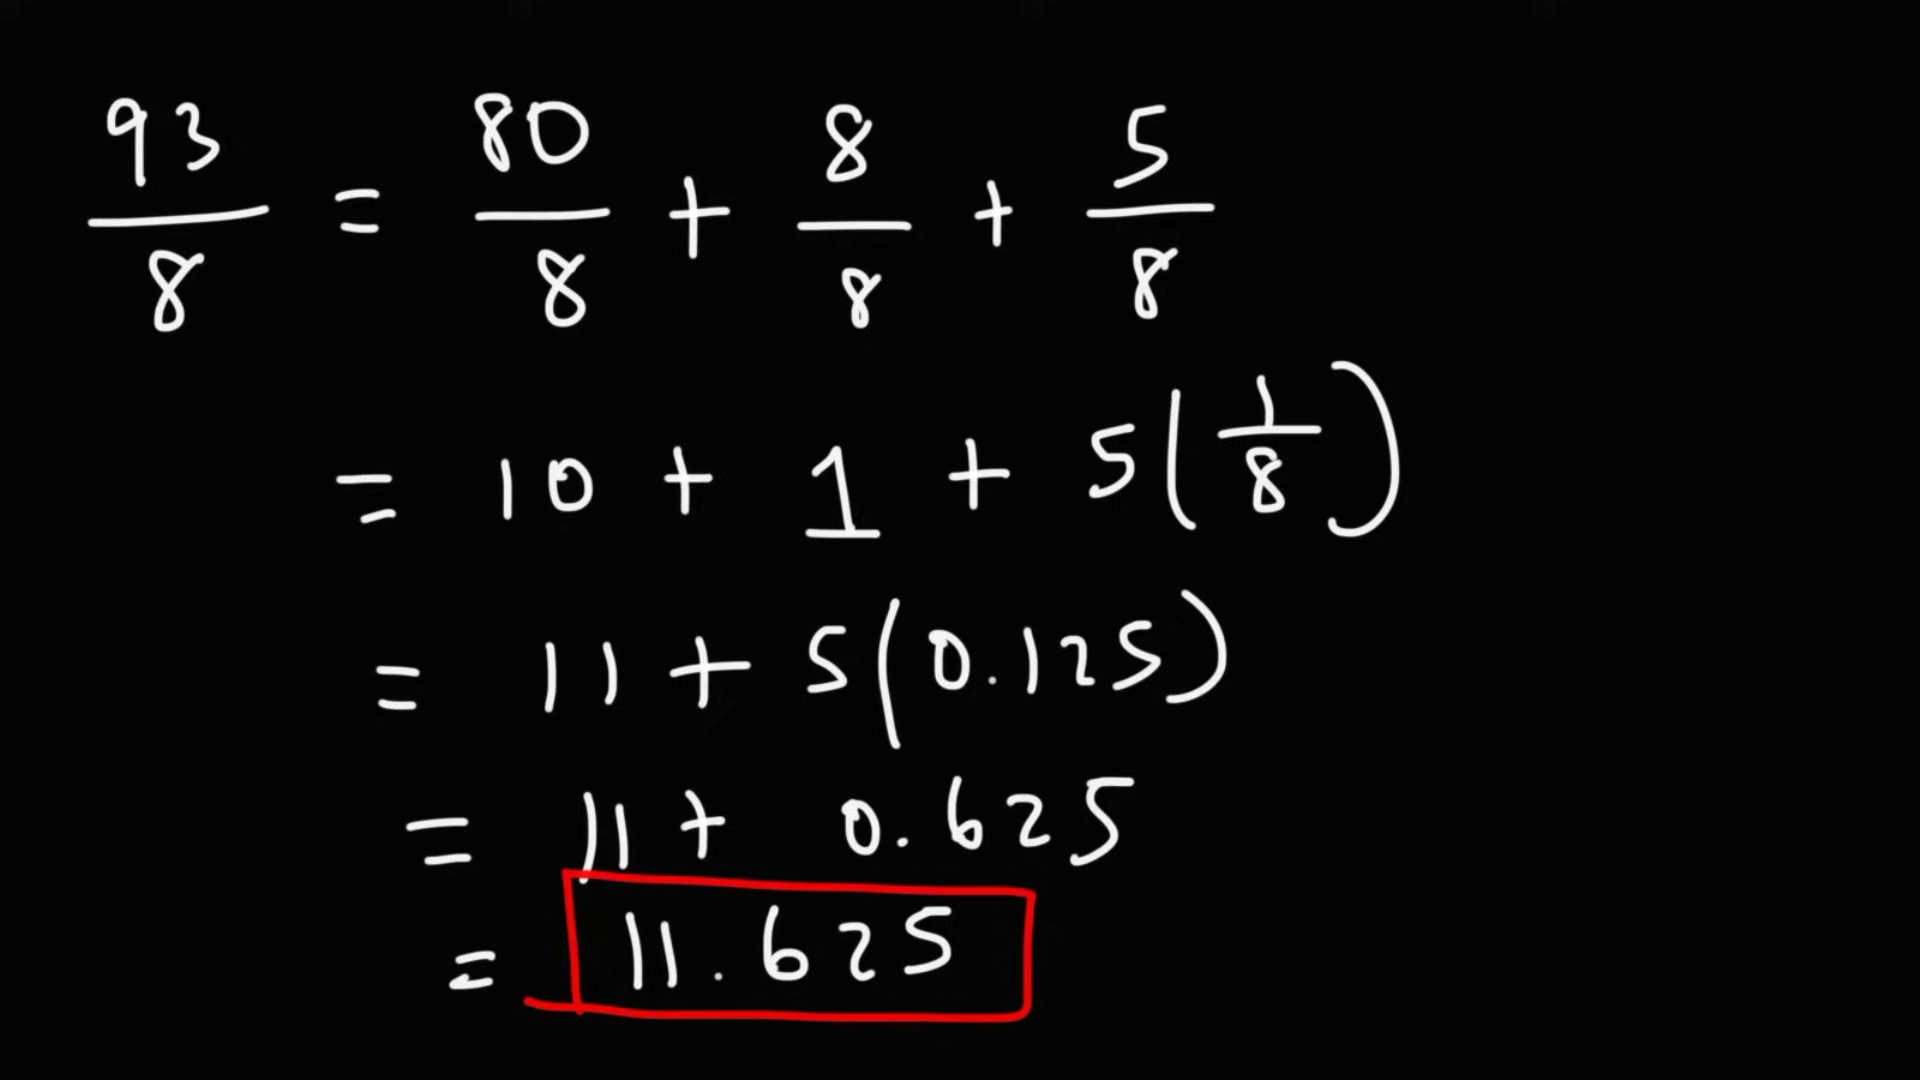 93/8 = 80/8 + 8/8 + 5/8
= 10 + 1 + 5(1/8)
= 11 + 5(0.125)
= 11 + 0.625
= 11.625